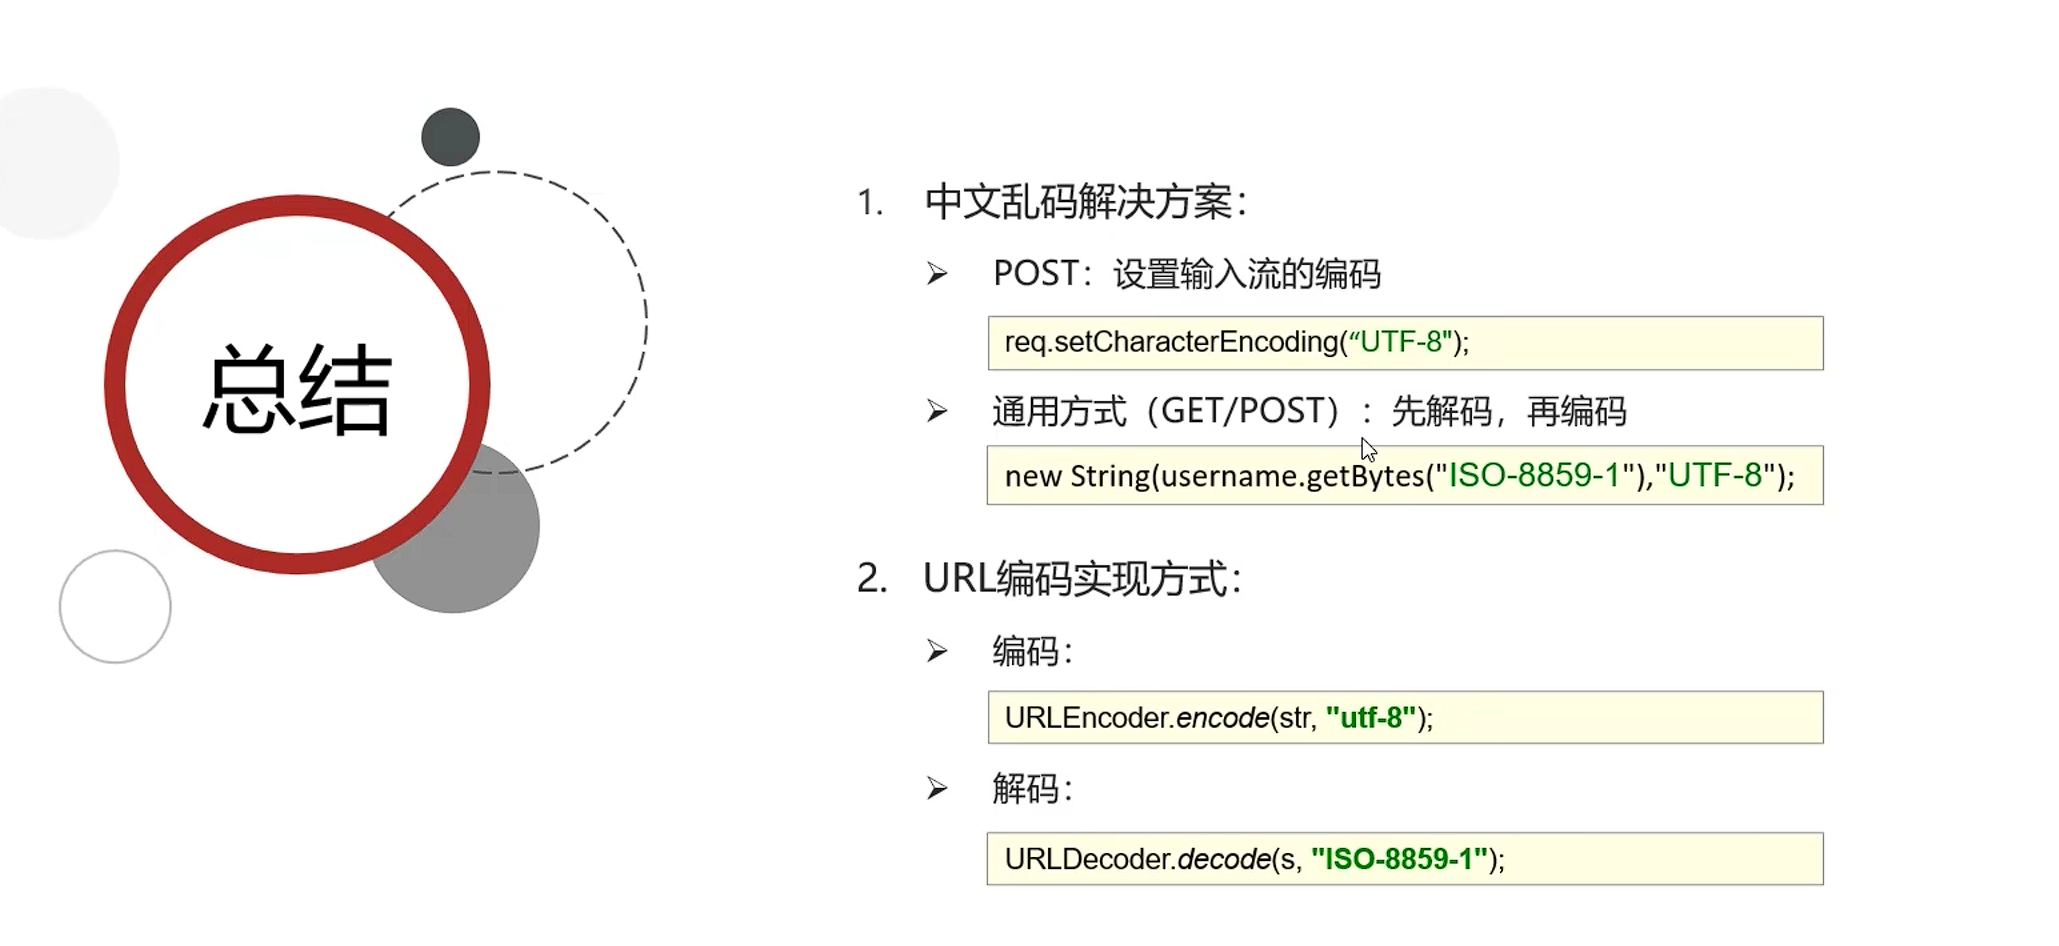 总结
1. 中文乱码解决方案：
➢ POST：设置输入流的编码
req.setCharacterEncoding(“UTF-8");
➢ 通用方式（GET/POST）：先解码，再编码
new String(username.getBytes("ISO-8859-1"),"UTF-8");
2. URL编码实现方式：
➢ 编码：
URLEncoder.encode(str, "utf-8");
➢ 解码：
URLDecoder.decode(s, "ISO-8859-1");